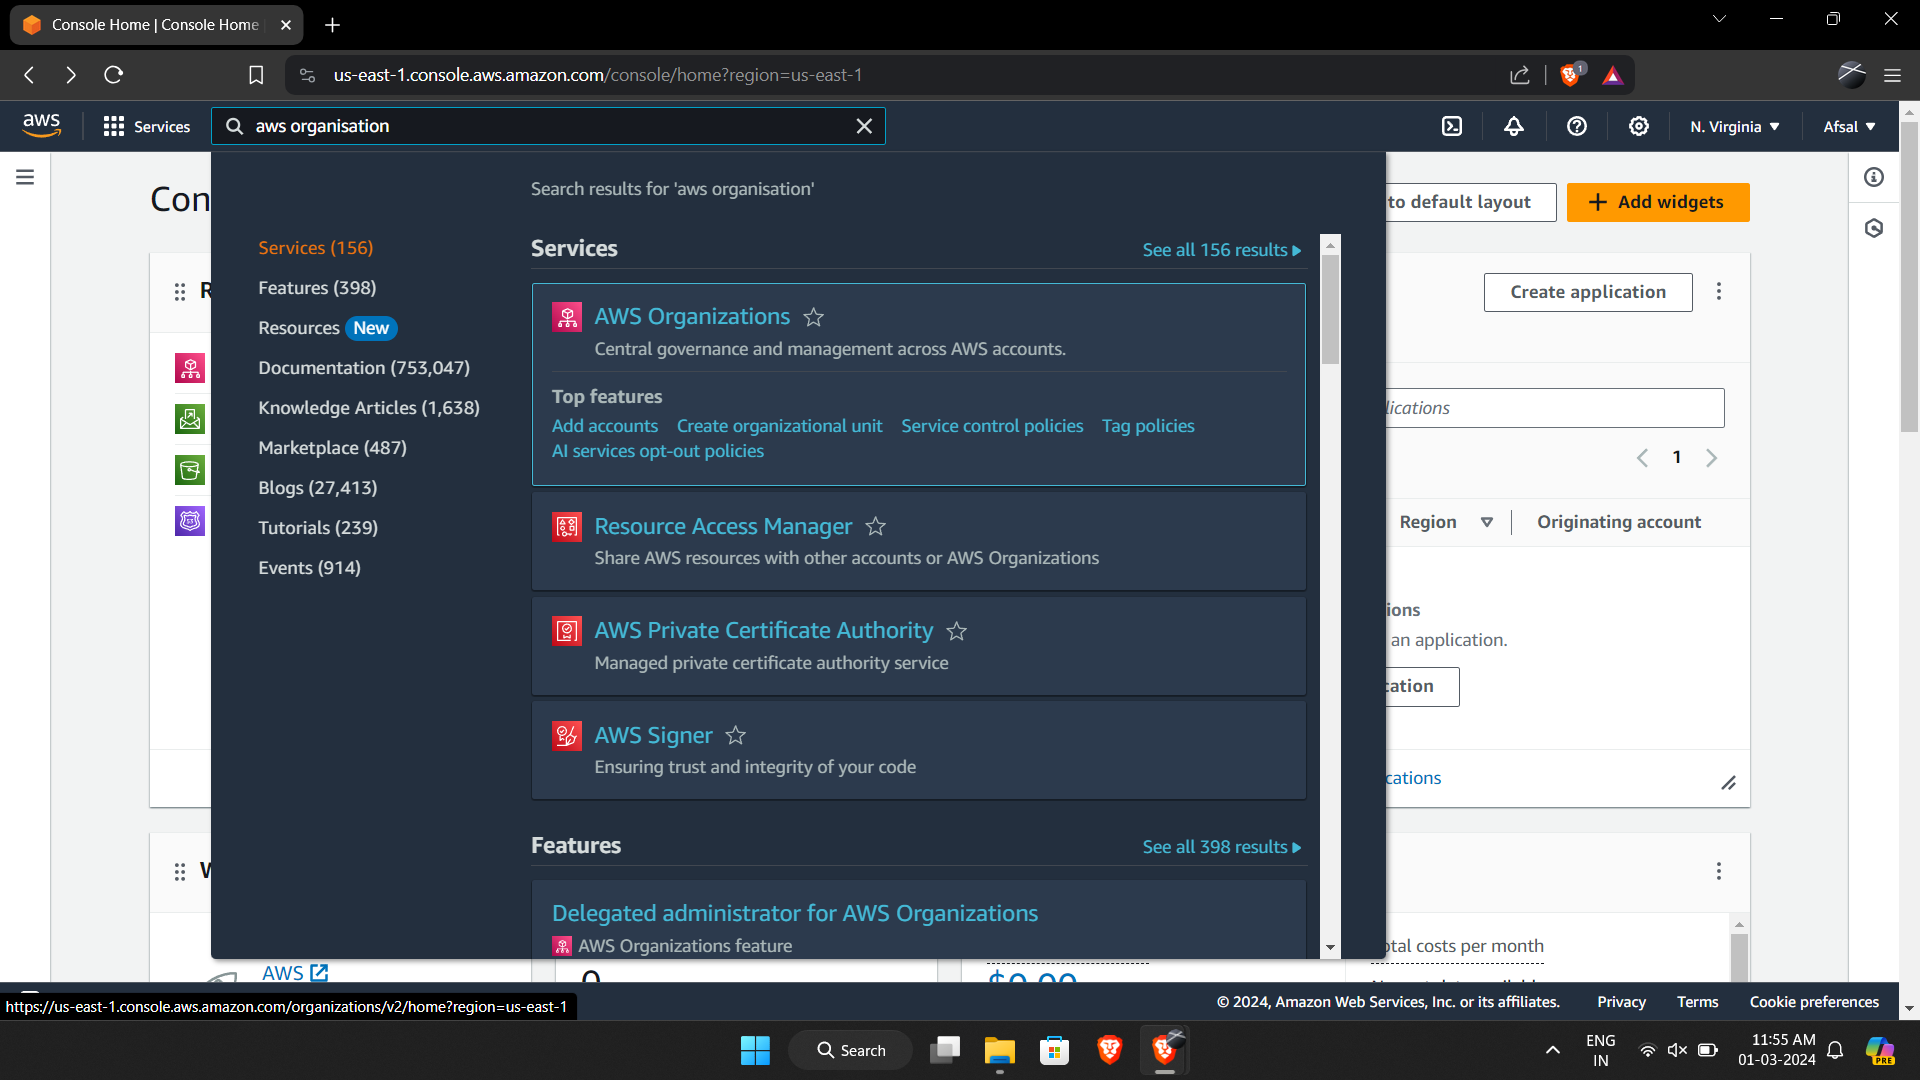 Console Home | Console Home
us-east-1.console.aws.amazon.com/console/home?region=us-east-1
1
aws
Services
aws organisation
N. Virginia
Afsal
Con
to default layout
Add widgets
Search results for 'aws organisation'
Services (156)
Features (398)
Resources New
Documentation (753,047)
Knowledge Articles (1,638)
Marketplace (487)
Blogs (27,413)
Tutorials (239)
Events (914)
Services
See all 156 results
AWS Organizations
Central governance and management across AWS accounts.
Top features
Add accounts Create organizational unit Service control policies Tag policies
AI services opt-out policies
Resource Access Manager
Share AWS resources with other accounts or AWS Organizations
AWS Private Certificate Authority
Managed private certificate authority service
AWS Signer
Ensuring trust and integrity of your code
Features
See all 398 results
Delegated administrator for AWS Organizations
AWS Organizations feature
Create application
lications
1
Region
Originating account
ions
an application.
cation
cations
otal costs per month
AWS
0
$0.00
https://us-east-1.console.aws.amazon.com/organizations/v2/home?region=us-east-1
© 2024, Amazon Web Services, Inc. or its affiliates.
Privacy
Terms
Cookie preferences
Search
ENG
IN
11:55 AM
01-03-2024
PRE